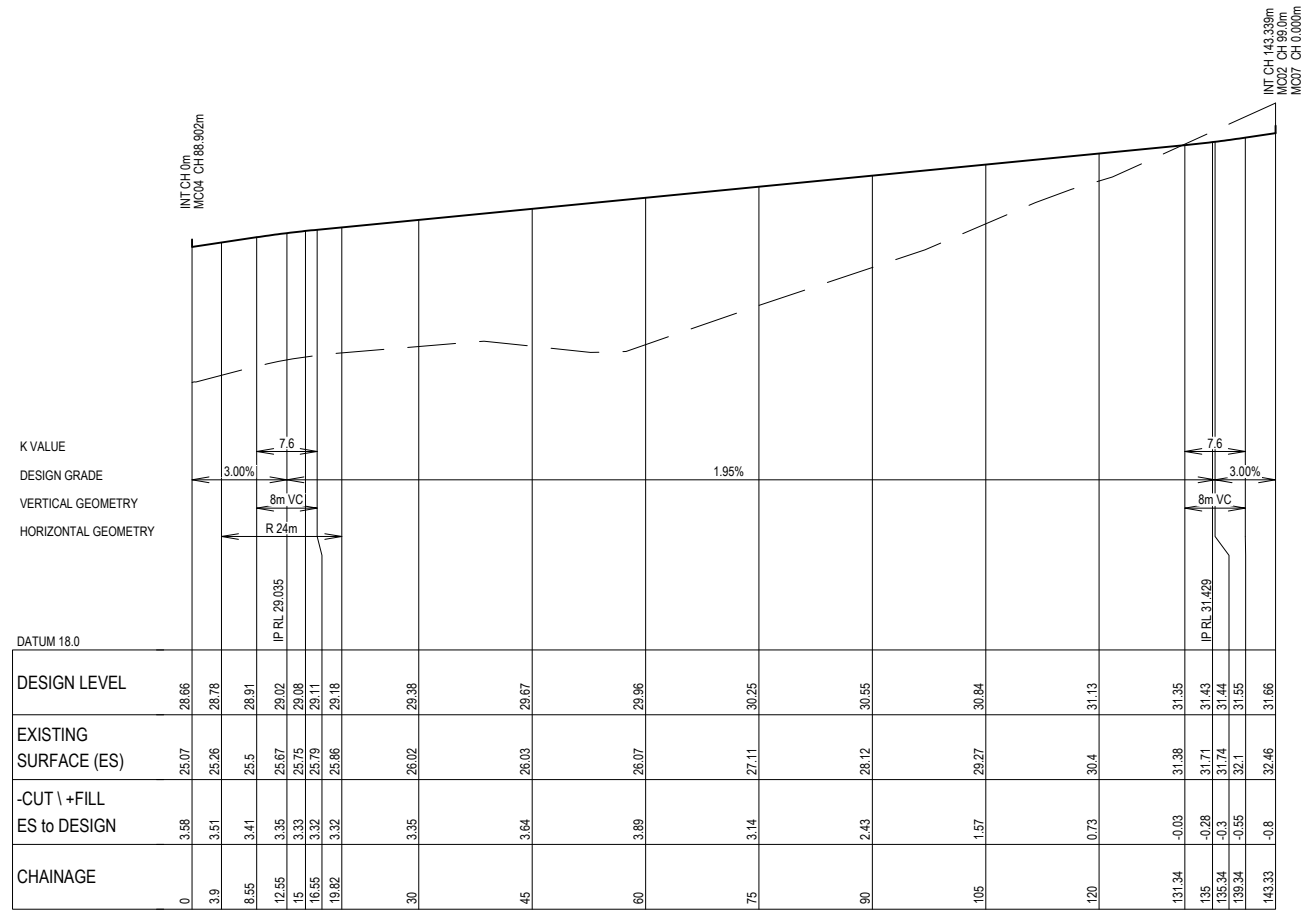 INT CH 0m
MC04 CH 88.902m
INT CH 143.339m
MC02 CH 99.0m
MC07 CH 0.000m
K VALUE 7.6 7.6
DESIGN GRADE 3.00% 1.95% 3.00%
VERTICAL GEOMETRY 8m VC 8m VC
HORIZONTAL GEOMETRY R 24m
IP RL 29.035 IP RL 31.429
DATUM 18.0
DESIGN LEVEL 28.66 28.78 28.91 29.02 29.08 29.11 29.18 29.38 29.67 29.96 30.25 30.55 30.84 31.13 31.35 31.43 31.44 31.55 31.66
EXISTING
SURFACE (ES) 25.07 25.26 25.5 25.67 25.75 25.79 25.86 26.02 26.03 26.07 27.11 28.12 29.27 30.4 31.38 31.71 31.74 32.1 32.46
-CUT \ +FILL
ES to DESIGN 3.58 3.51 3.41 3.35 3.33 3.32 3.32 3.35 3.64 3.89 3.14 2.43 1.57 0.73 -0.03 -0.28 -0.3 -0.55 -0.8
CHAINAGE 0 3.9 8.55 12.55 15 16.55 19.82 30 45 60 75 90 105 120 131.34 135 135.34 139.34 143.33